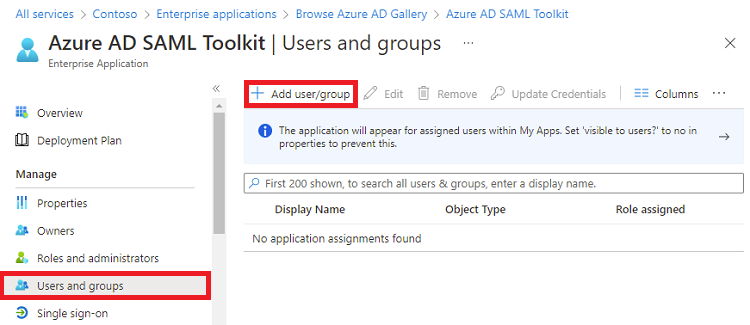 All services > Contoso > Enterprise applications > Browse Azure AD Gallery > Azure AD SAML Toolkit
Azure AD SAML Toolkit | Users and groups ...
Enterprise Application
Overview
Deployment Plan
Manage
Properties
Owners
Roles and administrators
Users and groups
Single sign-on
Add user/group
Edit
Remove
Update Credentials
Columns
The application will appear for assigned users within My Apps. Set 'visible to users?' to no in
properties to prevent this.
First 200 shown, to search all users & groups, enter a display name.
Display Name Object Type Role assigned
No application assignments found